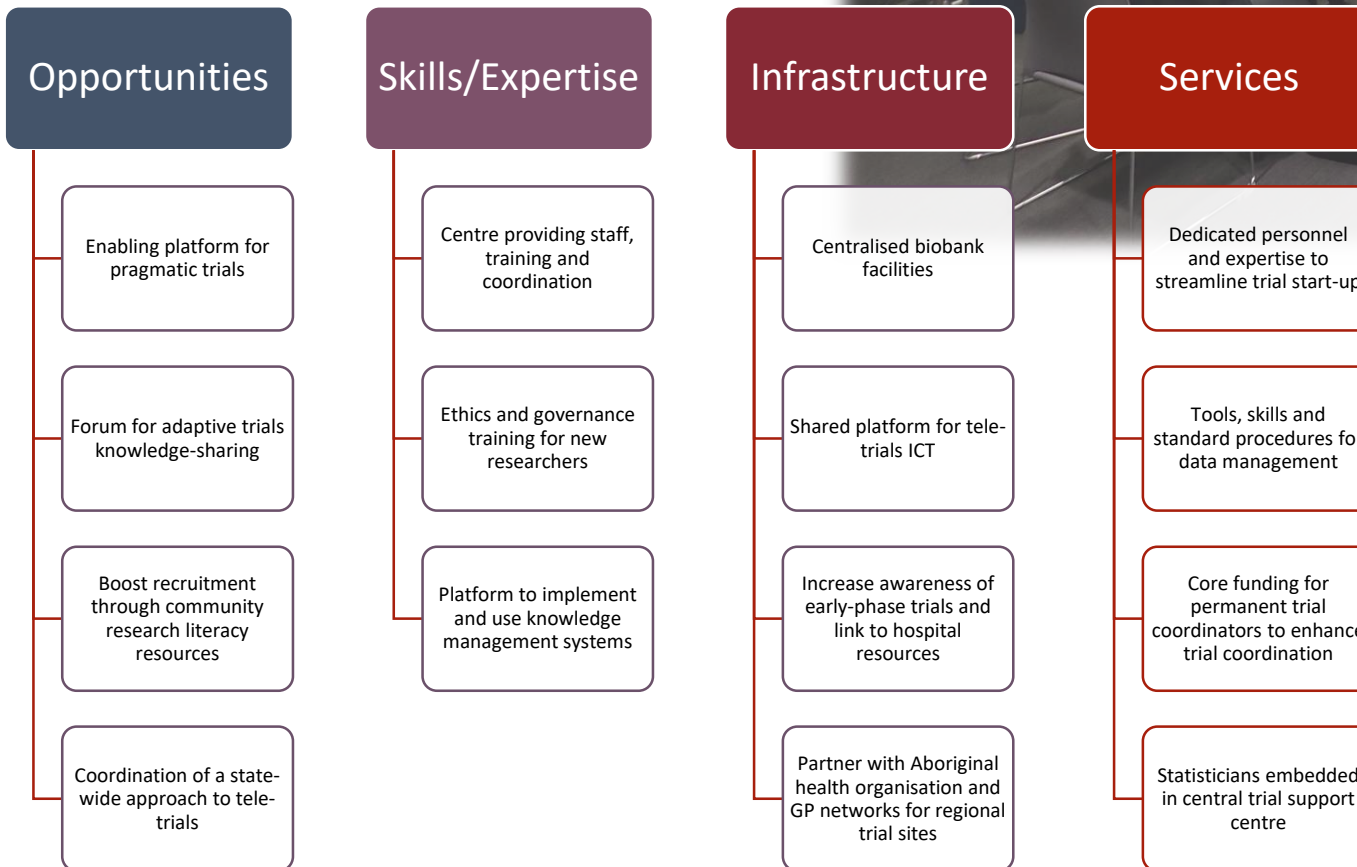 Opportunities
Enabling platform for
pragmatic trials
Forum for adaptive trials
knowledge-sharing
Boost recruitment
through community
research literacy
resources
Coordination of a state-
wide approach to tele-
trials
Skills/Expertise
Centre providing staff,
training and
coordination
Ethics and governance
training for new
researchers
Platform to implement
and use knowledge
management systems
Infrastructure
Centralised biobank
facilities
Shared platform for tele-
trials ICT
Increase awareness of
early-phase trials and
link to hospital
resources
Partner with Aboriginal
health organisation and
GP networks for regional
trial sites
Services
Dedicated personnel
and expertise to
streamline trial start-up
Tools, skills and
standard procedures fo
data management
Core funding for
permanent trial
coordinators to enhance
trial coordination
Statisticians embedded
in central trial support
centre